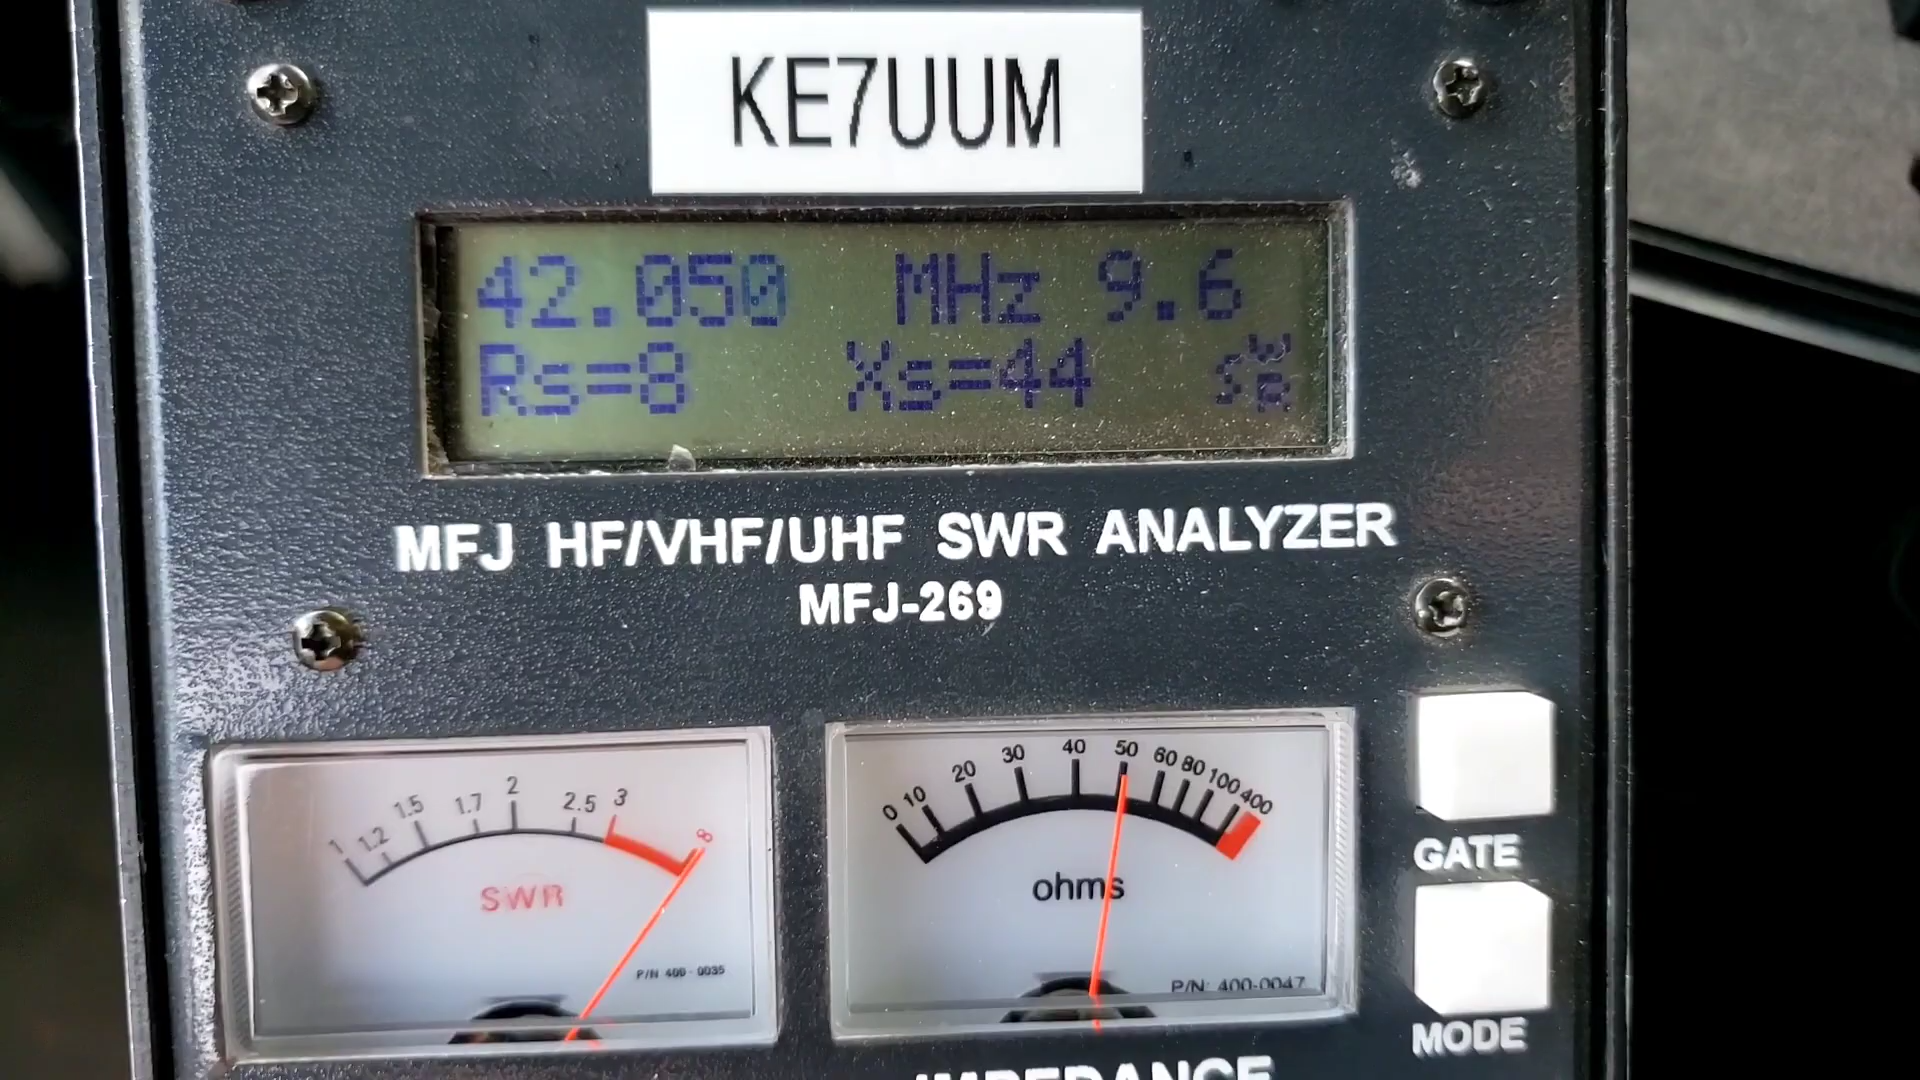 KE7UUM
42.050 MHz 9.6
Rs=8 Xs=44 SWR
MFJ HF/VHF/UHF SWR ANALYZER
MFJ-269
1 1.2 1.5 1.7 2 2.5 3 ∞
SWR
P/N 400-0035
0 10 20 30 40 50 60 80 100 400
ohms
P/N: 400-0047
GATE
MODE
IMPEDANCE